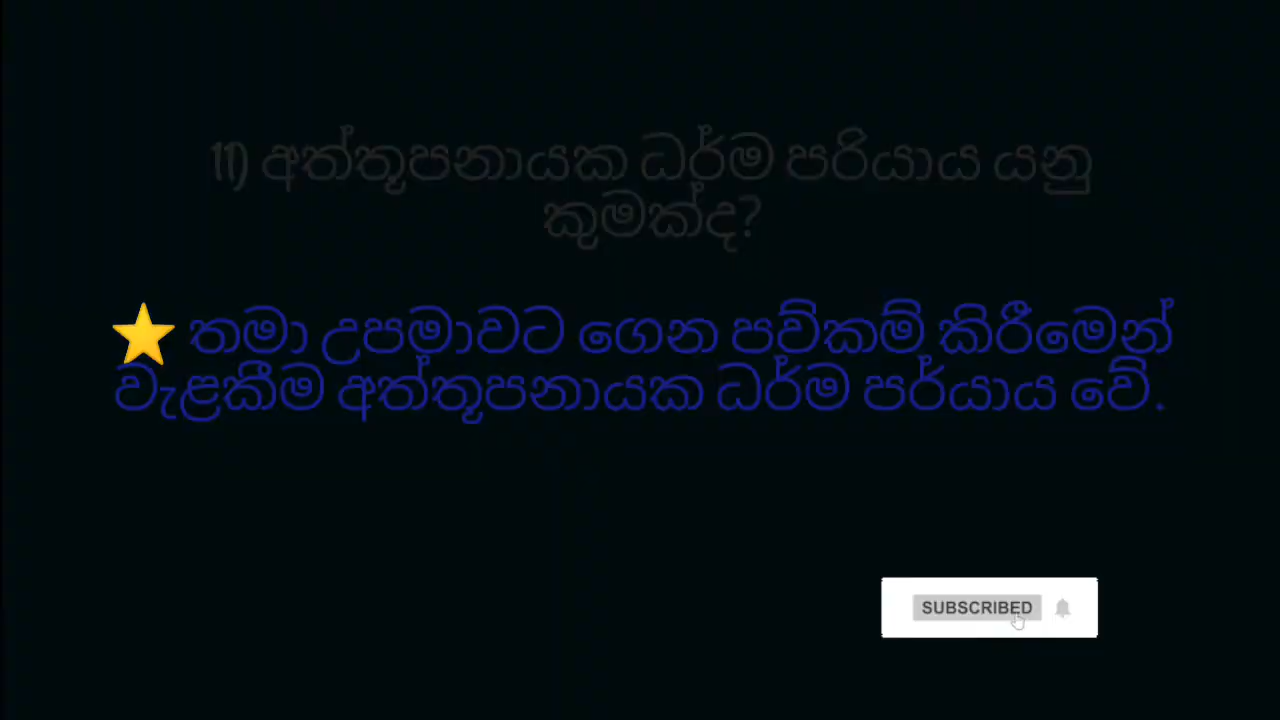 11) අත්තූපනායක ධර්ම පරියාය යනු
කුමක්ද?
⭐ තමා උපමාවට ගෙන පව්කම් කිරීමෙන්
වැළකීම අත්තූපනායක ධර්ම පර්යාය වේ.
SUBSCRIBED